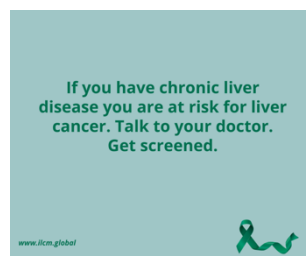 If you have chronic liver
disease you are at risk for liver
cancer. Talk to your doctor.
Get screened.
www.ilcm.global